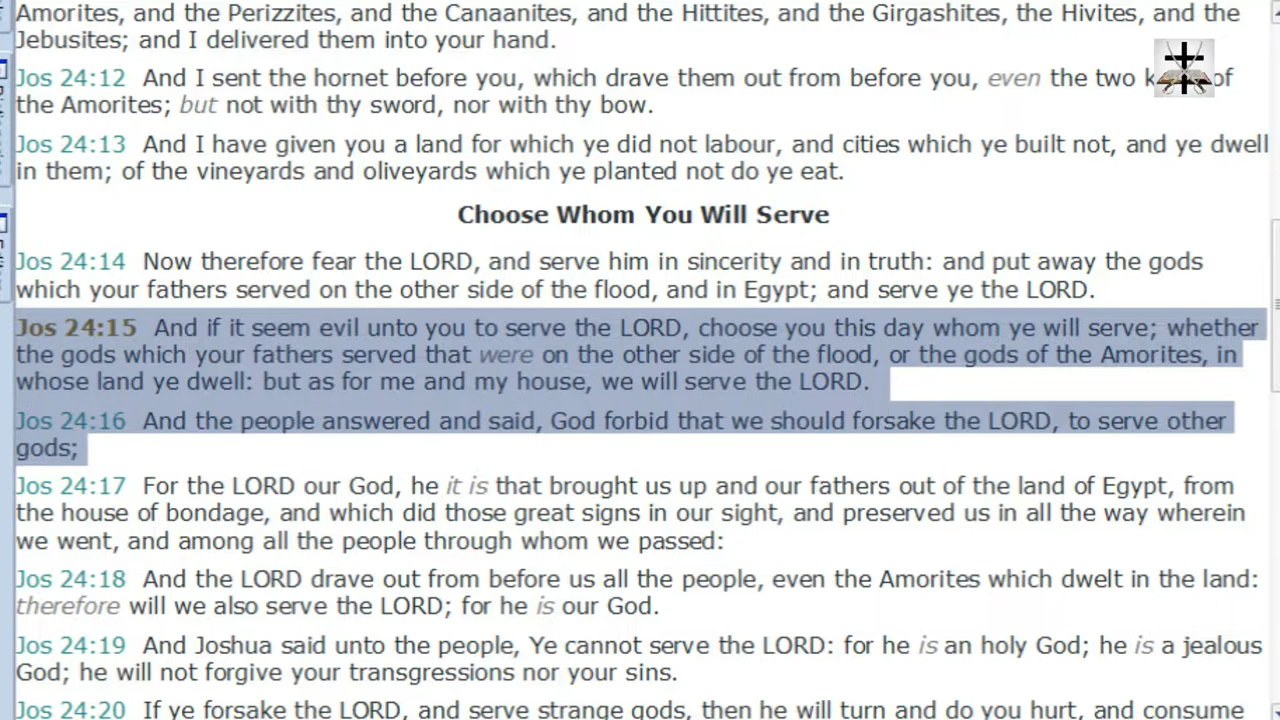 Amorites, and the Perizzites, and the Canaanites, and the Hittites, and the Girgashites, the Hivites, and the
Jebusites; and I delivered them into your hand.
Jos 24:12 And I sent the hornet before you, which drave them out from before you, even the two of
the Amorites; but not with thy sword, nor with thy bow.
Jos 24:13 And I have given you a land for which ye did not labour, and cities which ye built not, and ye dwell
in them; of the vineyards and oliveyards which ye planted not do ye eat.
Choose Whom You Will Serve
Jos 24:14 Now therefore fear the LORD, and serve him in sincerity and in truth: and put away the gods
which your fathers served on the other side of the flood, and in Egypt; and serve ye the LORD.
Jos 24:15 And if it seem evil unto you to serve the LORD, choose you this day whom ye will serve; whether
the gods which your fathers served that were on the other side of the flood, or the gods of the Amorites, in
whose land ye dwell: but as for me and my house, we will serve the LORD.
Jos 24:16 And the people answered and said, God forbid that we should forsake the LORD, to serve other
gods;
Jos 24:17 For the LORD our God, he it is that brought us up and our fathers out of the land of Egypt, from
the house of bondage, and which did those great signs in our sight, and preserved us in all the way wherein
we went, and among all the people through whom we passed:
Jos 24:18 And the LORD drave out from before us all the people, even the Amorites which dwelt in the land:
therefore will we also serve the LORD; for he is our God.
Jos 24:19 And Joshua said unto the people, Ye cannot serve the LORD: for he is an holy God; he is a jealous
God; he will not forgive your transgressions nor your sins.
Jos 24:20 If ye forsake the LORD, and serve strange gods, then he will turn and do you hurt, and consume